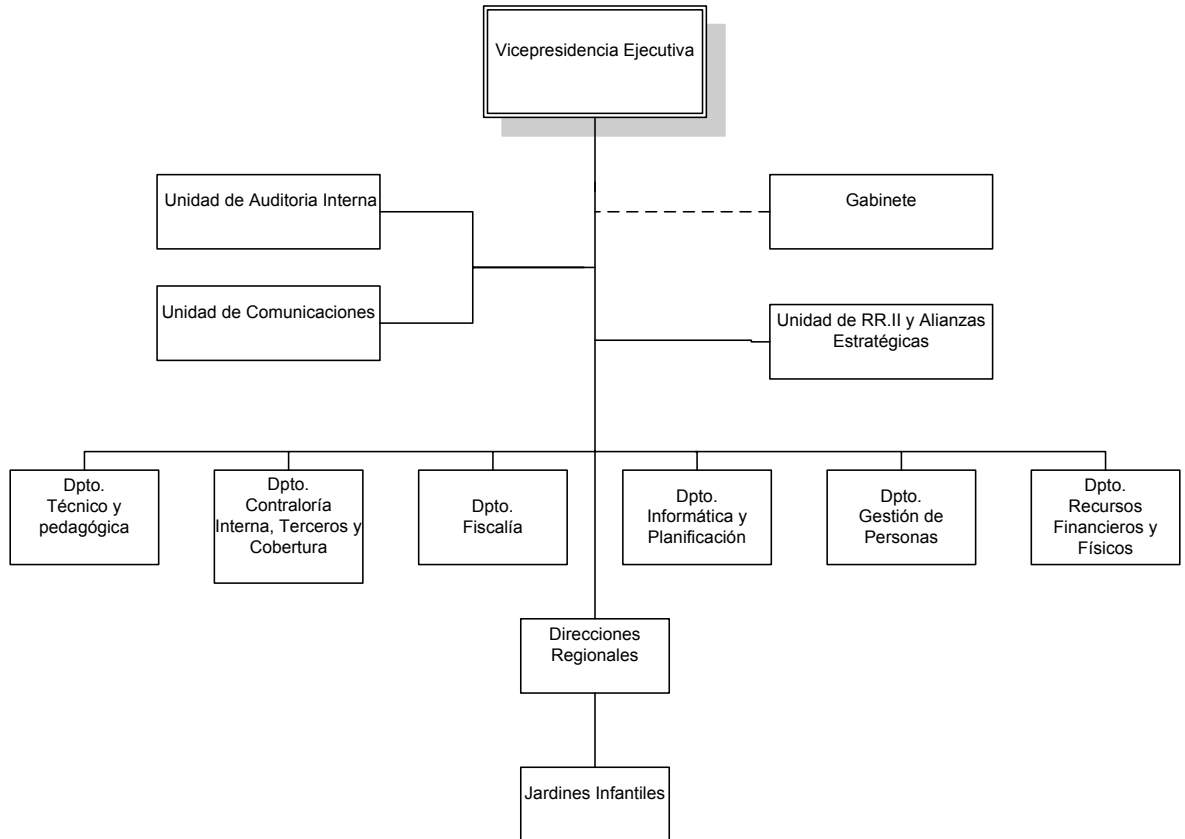 Vicepresidencia Ejecutiva
Unidad de Auditoria Interna
Gabinete
Unidad de Comunicaciones
Unidad de RR.II y Alianzas
Estratégicas
Dpto.
Técnico y
pedagógica
Dpto.
Contraloría
Interna, Terceros y
Cobertura
Dpto.
Fiscalía
Dpto.
Informática y
Planificación
Dpto.
Gestión de
Personas
Dpto.
Recursos
Financieros y
Físicos
Direcciones
Regionales
Jardines Infantiles